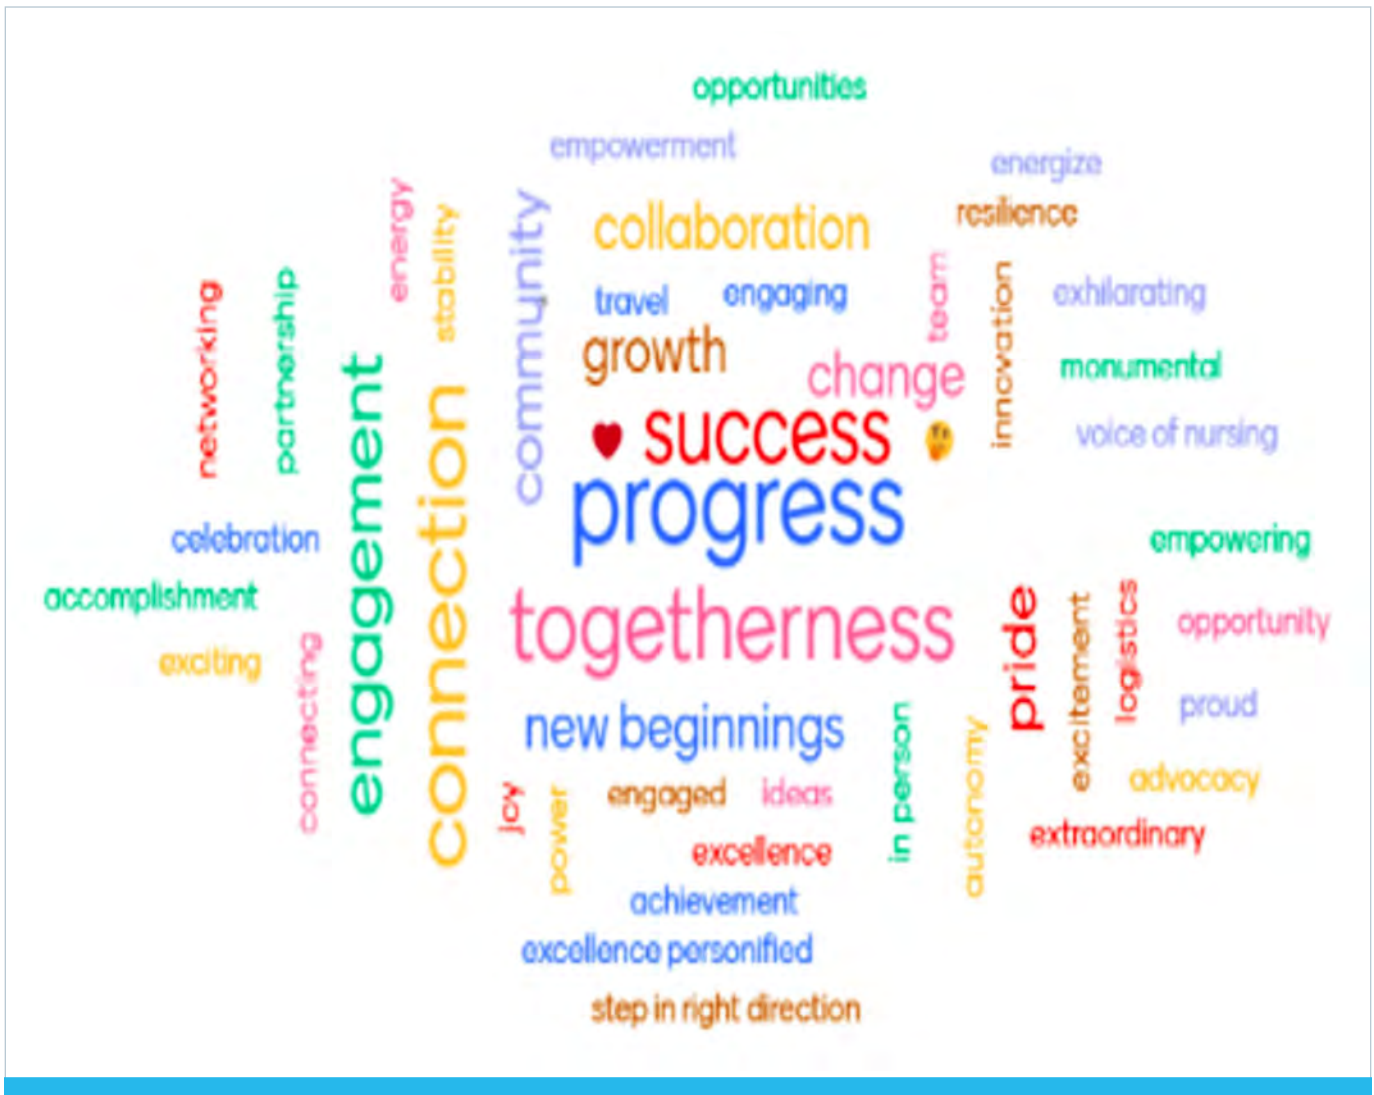 opportunities
empowerment
energize
energy
stability
community
collaboration
resilience
networking
partnership
travel
engaging
team
innovation
exhilarating
growth
change
monumental
engagement
connection
success
voice of nursing
progress
celebration
empowering
accomplishment
togetherness
pride
excitement
logistics
opportunity
exciting
connecting
new beginnings
in person
autonomy
proud
joy
power
engaged
ideas
advocacy
excellence
extraordinary
achievement
excellence personified
step in right direction